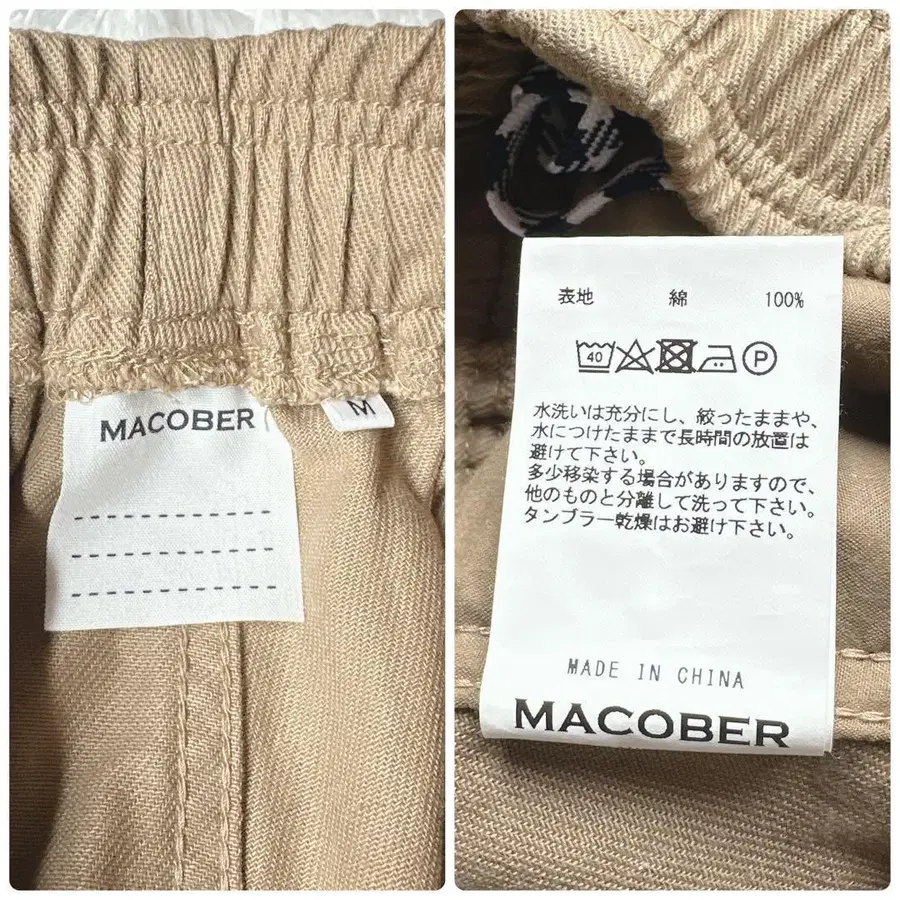 MACOBER
M
表地 綿 100%
40 P
水洗いは充分にし、絞ったままや、
水につけたままで長時間の放置は
避けて下さい。
多少移染する場合がありますので、
他のものと分離して洗って下さい。
タンブラー乾燥はお避け下さい。
MADE IN CHINA
MACOBER